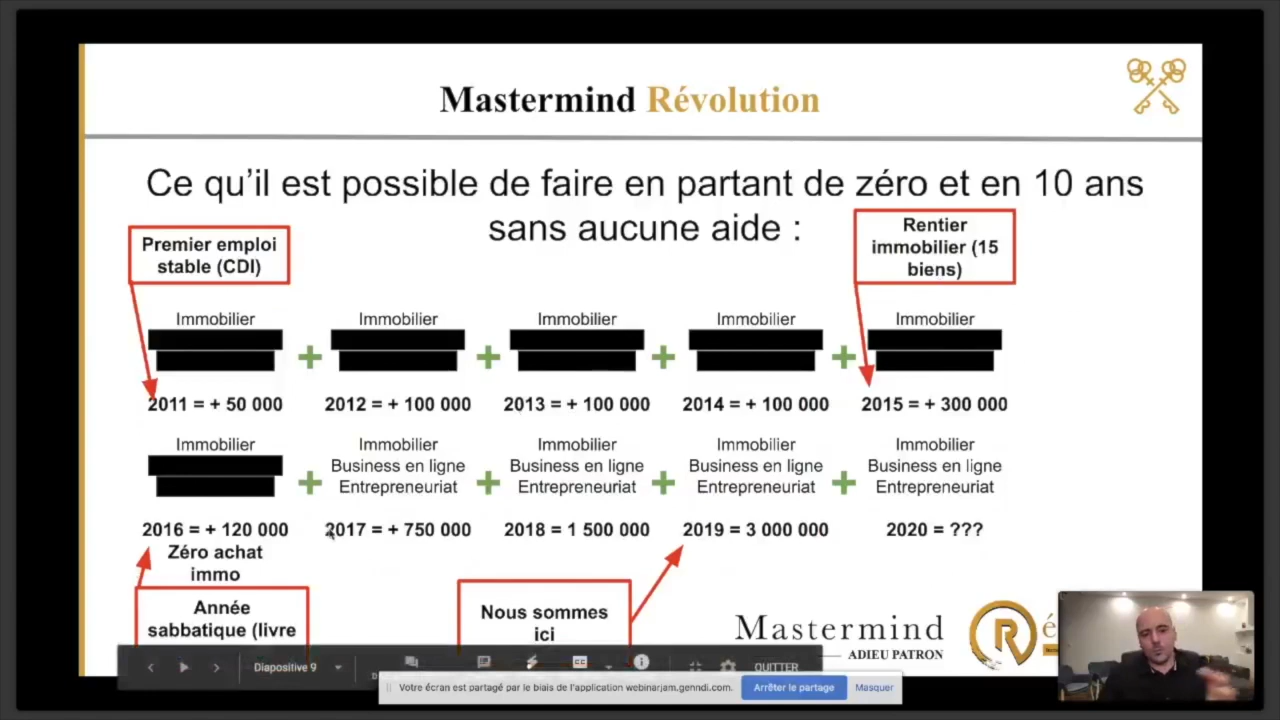 Mastermind Révolution
Ce qu'il est possible de faire en partant de zéro et en 10 ans
sans aucune aide :
Premier emploi
stable (CDI)
Rentier
immobilier (15
biens)
Immobilier Immobilier Immobilier Immobilier Immobilier
+ + + +
2011 = + 50 000 2012 = + 100 000 2013 = + 100 000 2014 = + 100 000 2015 = + 300 000
Immobilier Immobilier Immobilier Immobilier Immobilier
Business en ligne Business en ligne Business en ligne Business en ligne
+ + + +
Entrepreneuriat Entrepreneuriat Entrepreneuriat Entrepreneuriat
2016 = + 120 000 2017 = + 750 000 2018 = 1 500 000 2019 = 3 000 000 2020 = ???
Zéro achat
immo
Année
sabbatique (livre
Nous sommes
ici
Mastermind
ADIEU PATRON
R
Diapositive 9
QUITTER
Votre écran est partagé par le biais de l'application webinarjam.genndi.com.
Arrêter le partage
Masquer